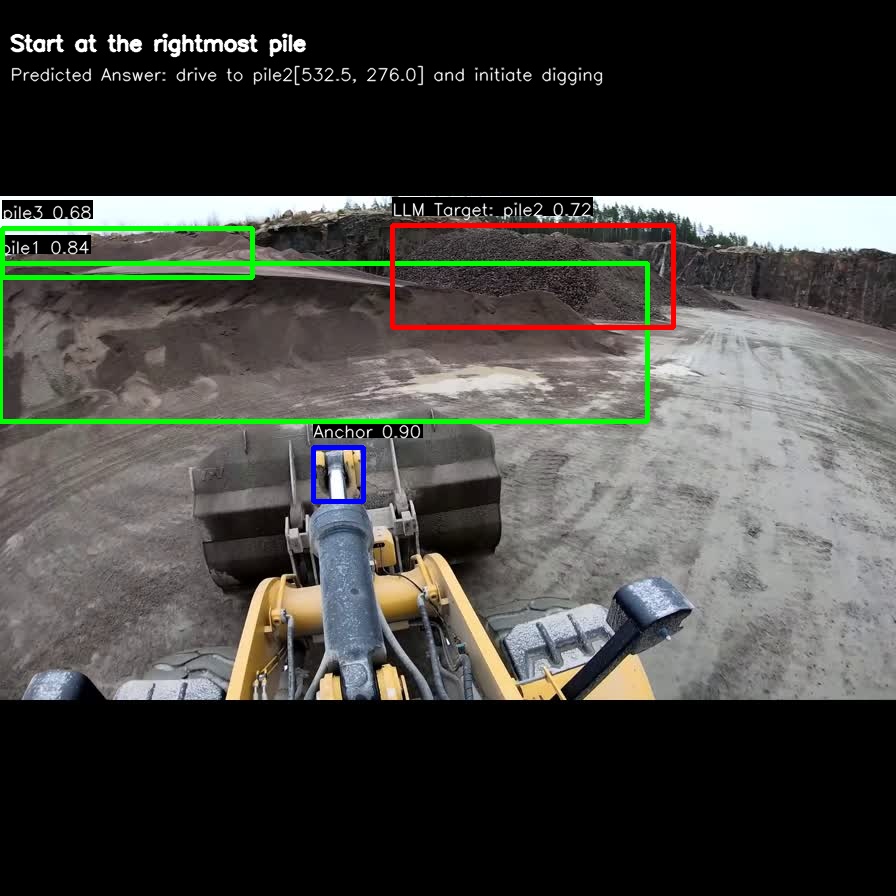 Start at the rightmost pile
Predicted Answer: drive to pile2[532.5, 276.0] and initiate digging
pile3 0.68
LLM Target: pile2 0.72
pile1 0.84
Anchor 0.90